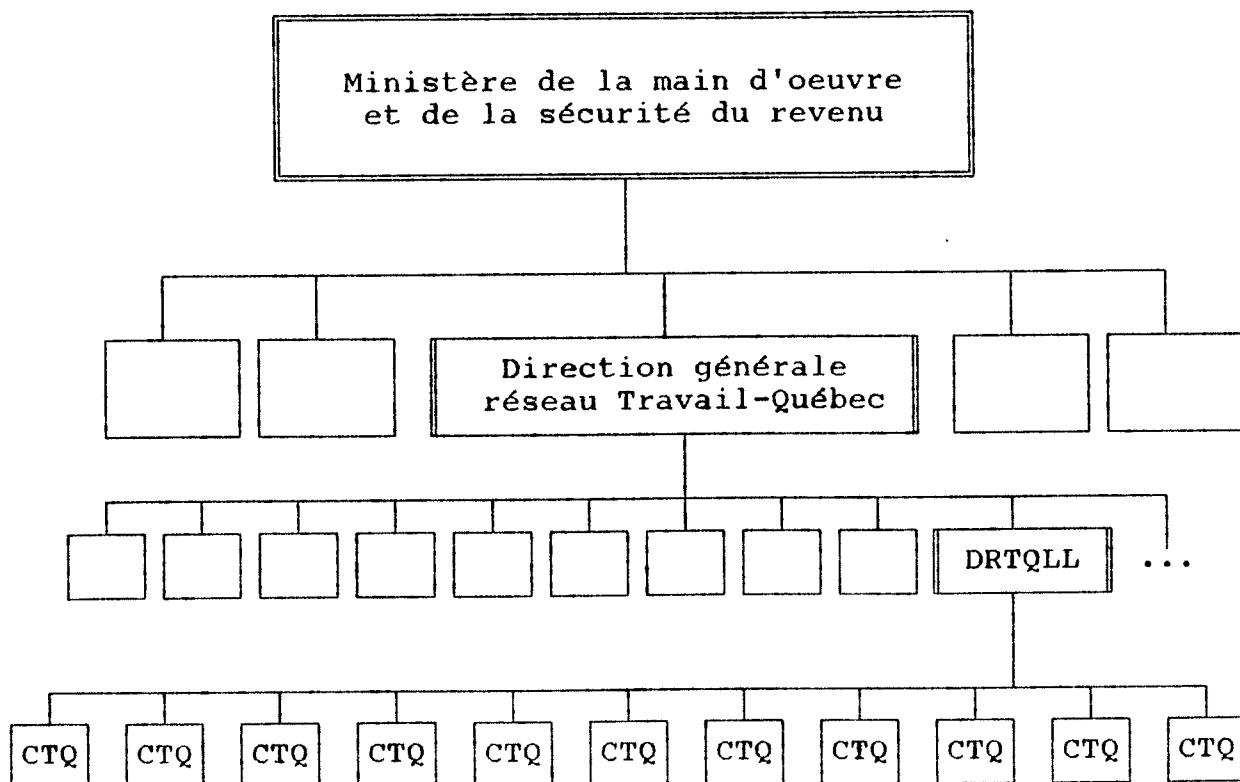 Ministère de la main d'oeuvre
et de la sécurité du revenu
Direction générale
réseau Travail-Québec
DRTQLL ...
CTQ CTQ CTQ CTQ CTQ CTQ CTQ CTQ CTQ CTQ CTQ